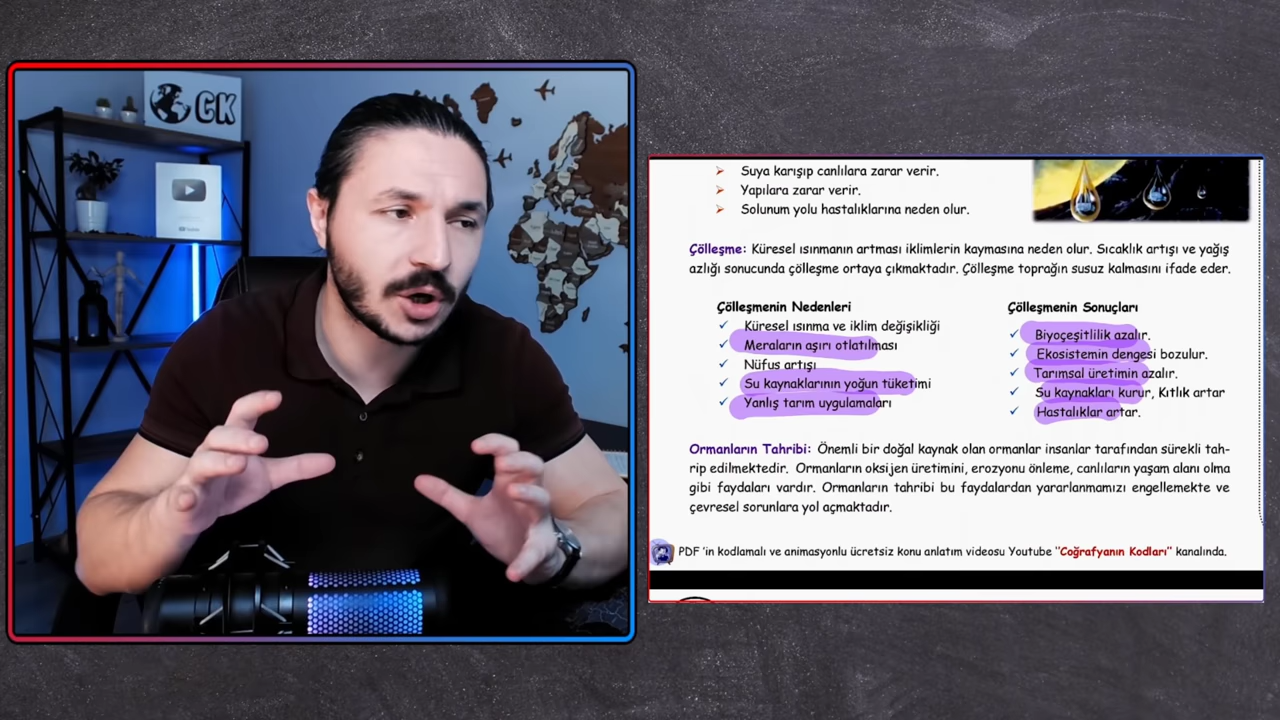 CK
Suya karışıp canlılara zarar verir.
Yapılara zarar verir.
Solunum yolu hastalıklarına neden olur.
Çölleşme: Küresel ısınmanın artması iklimlerin kaymasına neden olur. Sıcaklık artışı ve yağış
azlığı sonucunda çölleşme ortaya çıkmaktadır. Çölleşme toprağın susuz kalmasını ifade eder.
Çölleşmenin Nedenleri
Küresel ısınma ve iklim değişikliği
Meraların aşırı otlatılması
Nüfus artışı
Su kaynaklarının yoğun tüketimi
Yanlış tarım uygulamaları
Çölleşmenin Sonuçları
Biyoçeşitlilik azalır.
Ekosistemin dengesi bozulur.
Tarımsal üretimin azalır.
Su kaynakları kurur, Kıtlık artar
Hastalıklar artar.
Ormanların Tahribi: Önemli bir doğal kaynak olan ormanlar insanlar tarafından sürekli tah-
rip edilmektedir. Ormanların oksijen üretimini, erozyonu önleme, canlıların yaşam alanı olma
gibi faydaları vardır. Ormanların tahribi bu faydalardan yararlanmamızı engellemekte ve
çevresel sorunlara yol açmaktadır.
PDF 'in kodlamalı ve animasyonlu ücretsiz konu anlatım videosu Youtube "Coğrafyanın Kodları" kanalında.